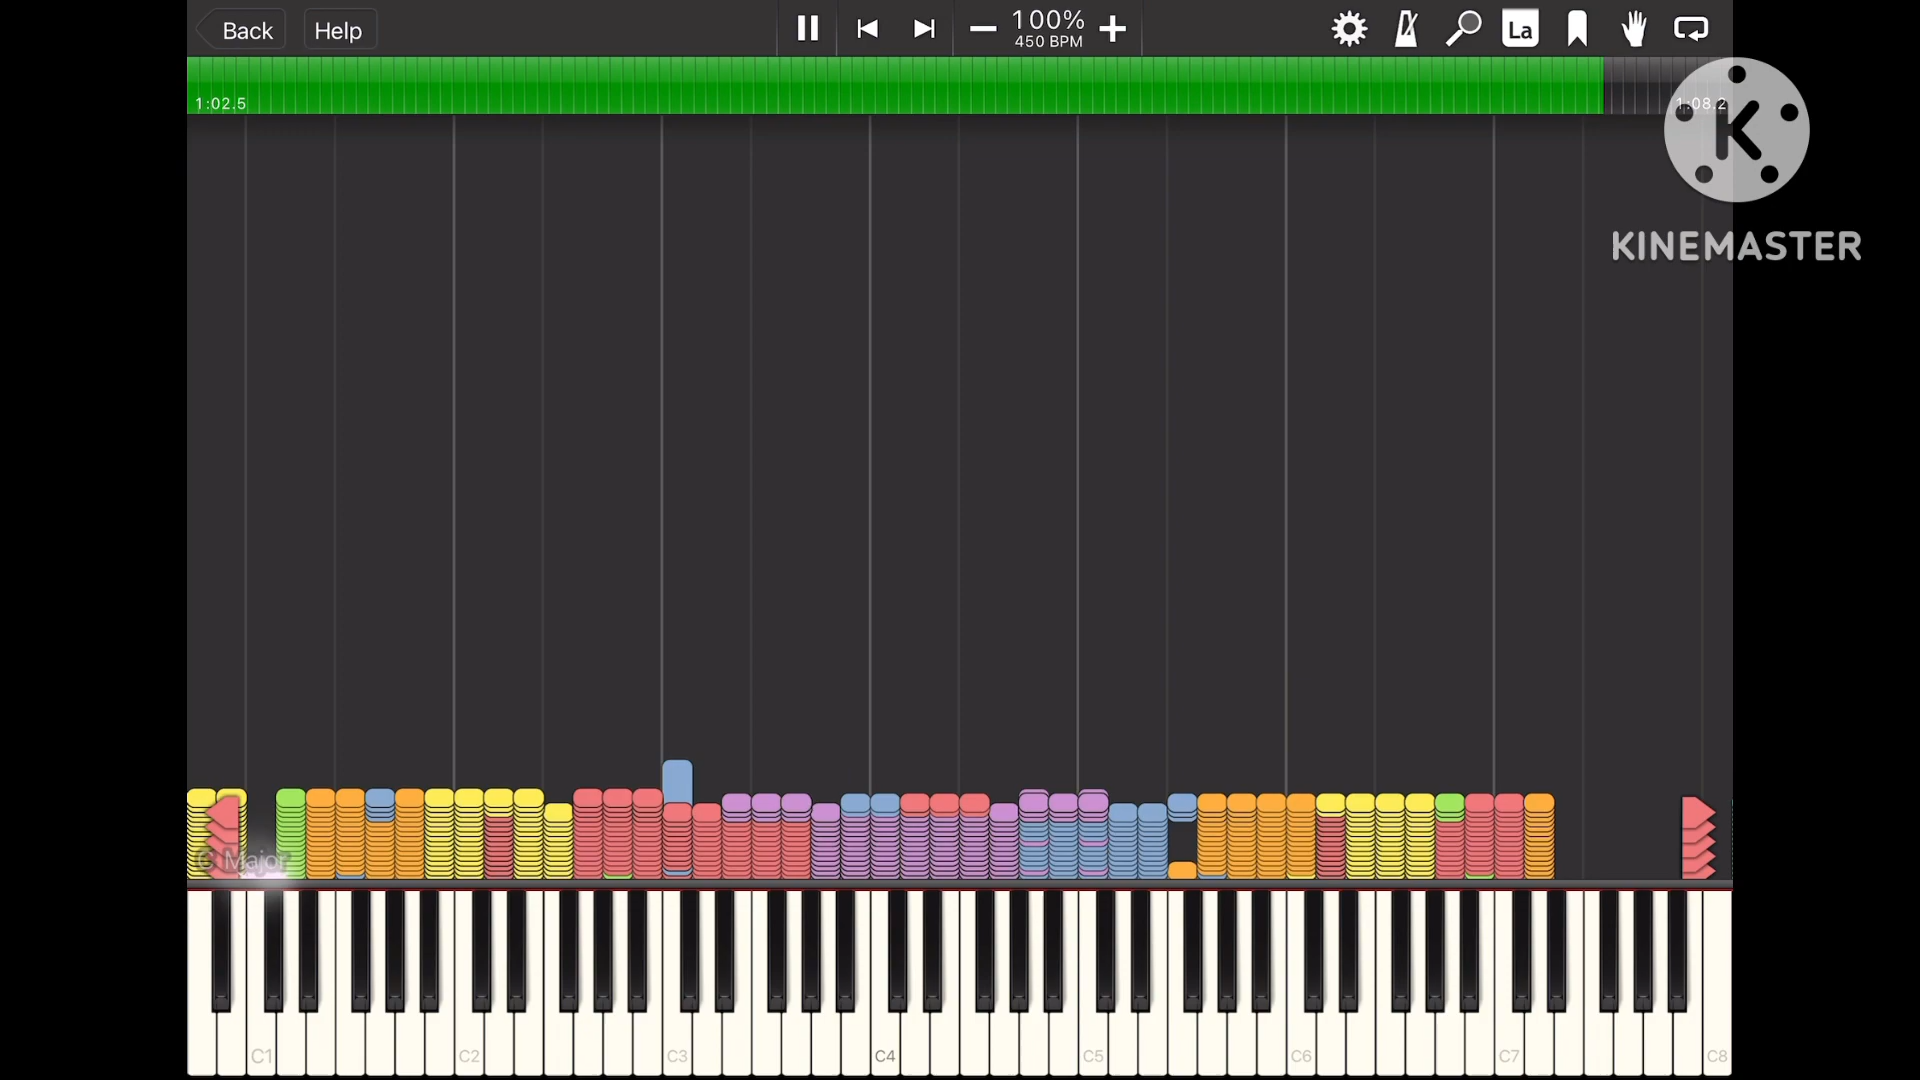 Back
Help
100%
450 BPM
La
1:02.5
1:08.2
K
KINEMASTER
C Major
C1
C2
C3
C4
C5
C6
C7
C8